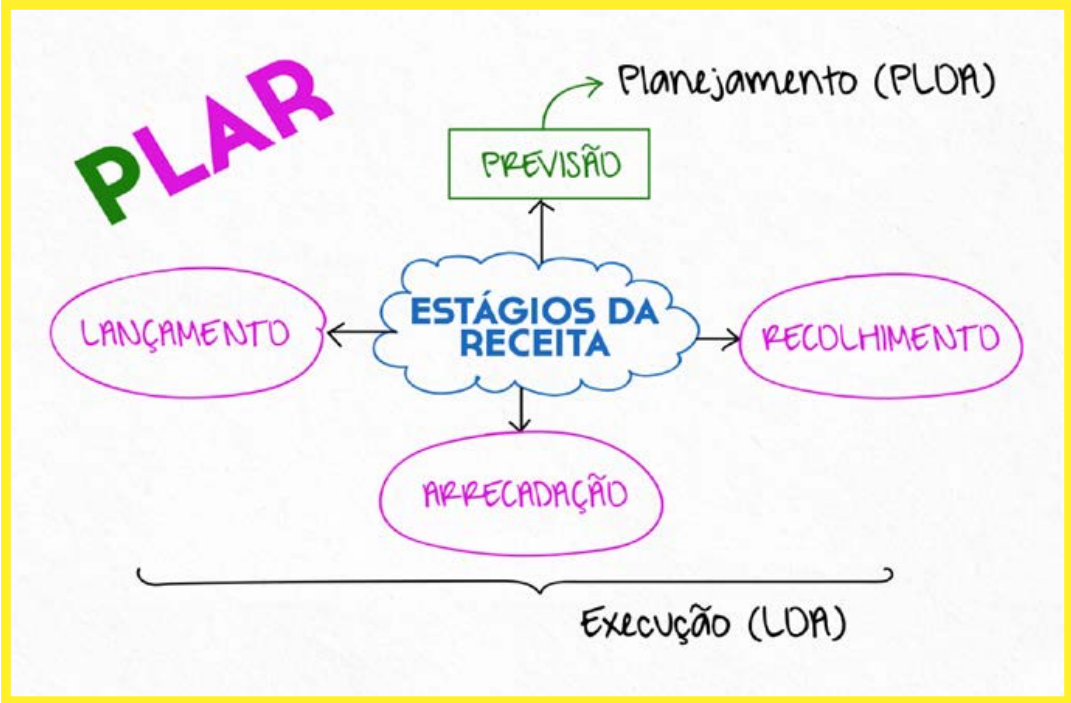 PLAR
Planejamento (PLOA)
PREVISÃO
ESTÁGIOS DA
RECEITA
LANÇAMENTO
RECOLHIMENTO
ARRECADAÇÃO
Execução (LOA)